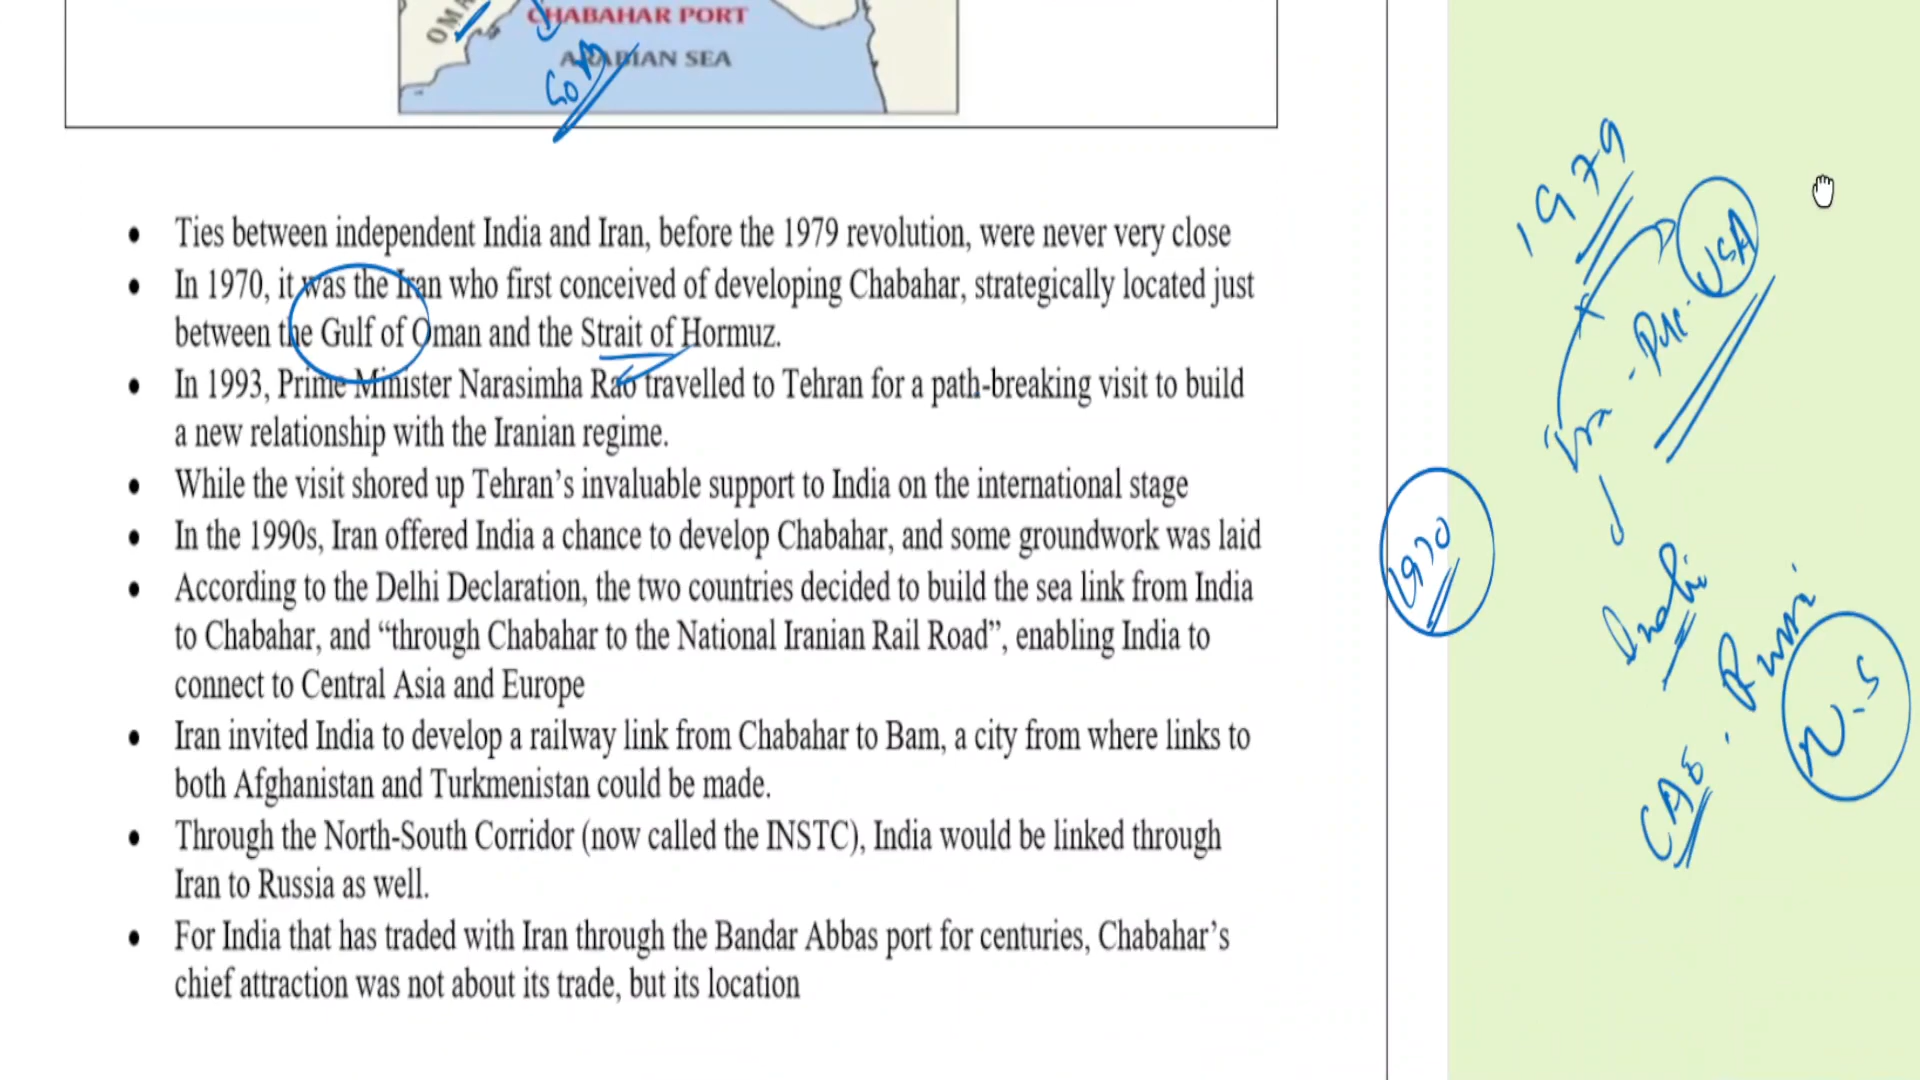 OMA
CHABAHAR PORT
ARABIAN SEA
GoM
• Ties between independent India and Iran, before the 1979 revolution, were never very close
• In 1970, it was the Iran who first conceived of developing Chabahar, strategically located just
between the Gulf of Oman and the Strait of Hormuz.
• In 1993, Prime Minister Narasimha Rao travelled to Tehran for a path-breaking visit to build
a new relationship with the Iranian regime.
• While the visit shored up Tehran’s invaluable support to India on the international stage
• In the 1990s, Iran offered India a chance to develop Chabahar, and some groundwork was laid
• According to the Delhi Declaration, the two countries decided to build the sea link from India
to Chabahar, and “through Chabahar to the National Iranian Rail Road”, enabling India to
connect to Central Asia and Europe
• Iran invited India to develop a railway link from Chabahar to Bam, a city from where links to
both Afghanistan and Turkmenistan could be made.
• Through the North-South Corridor (now called the INSTC), India would be linked through
Iran to Russia as well.
• For India that has traded with Iran through the Bandar Abbas port for centuries, Chabahar’s
chief attraction was not about its trade, but its location
1979
USA
1970
N-S